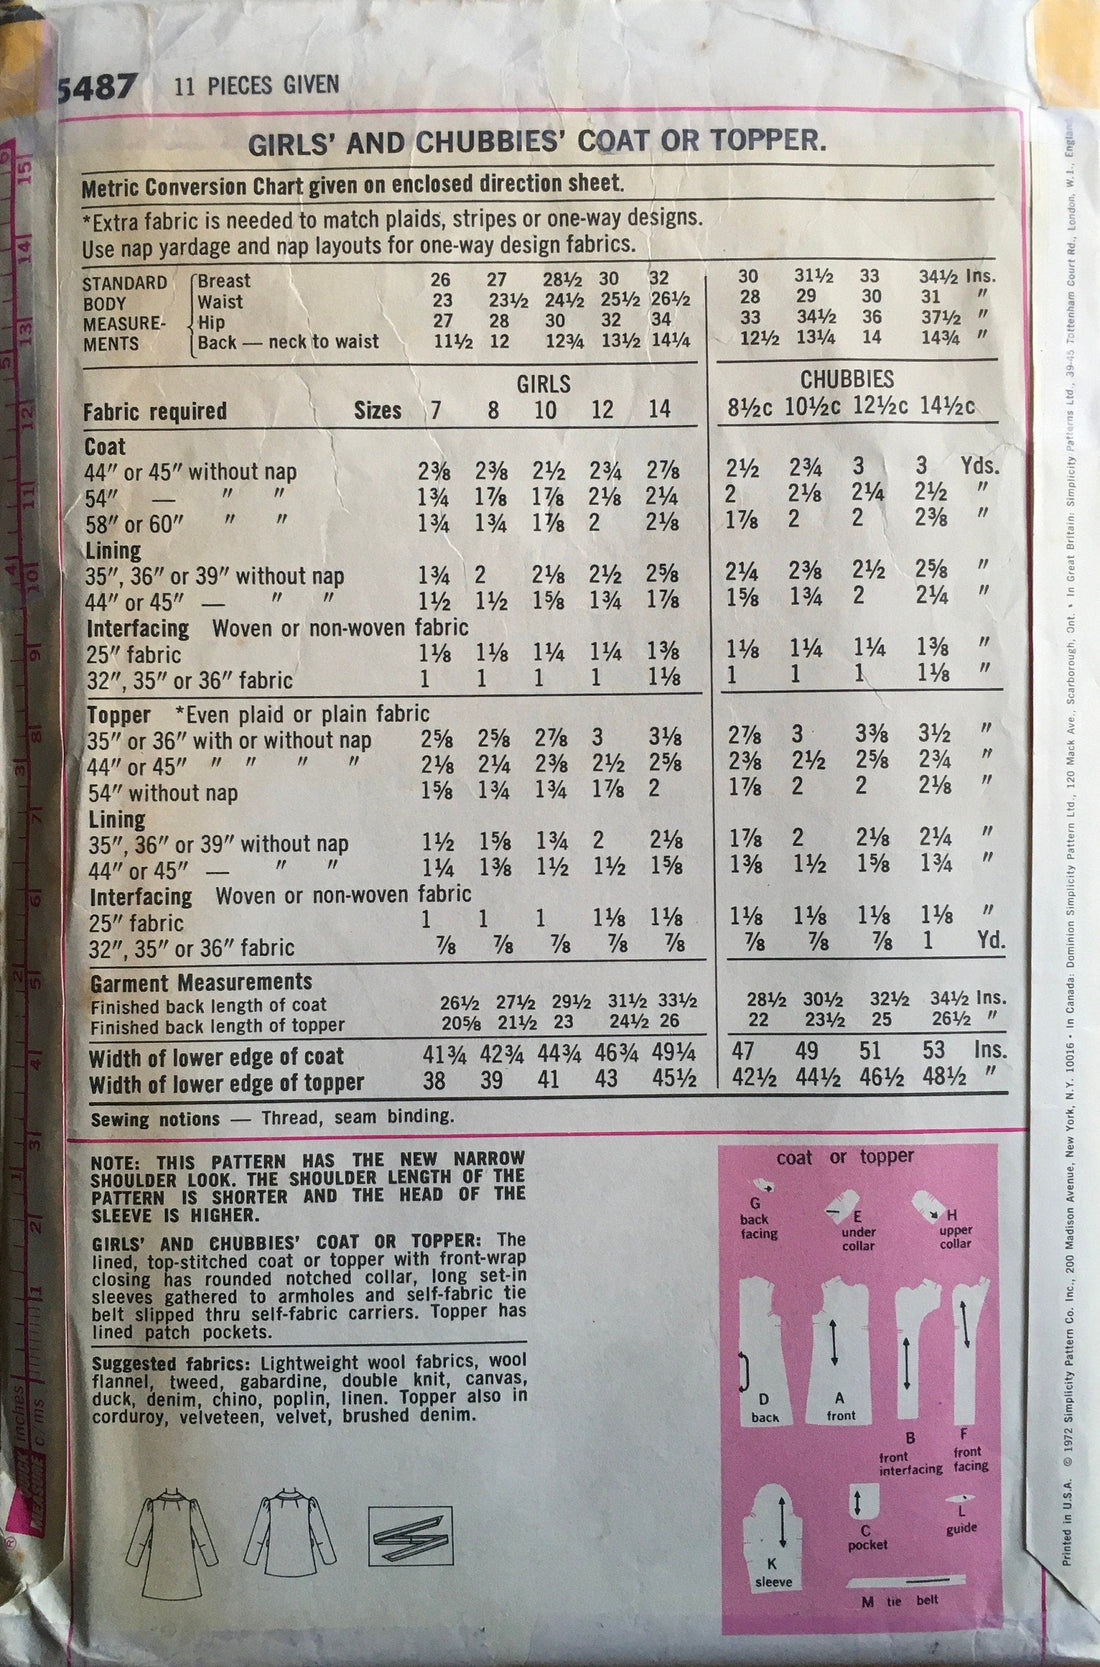 5487 11 PIECES GIVEN
GIRLS' AND CHUBBIES' COAT OR TOPPER.
Metric Conversion Chart given on enclosed direction sheet.
*Extra fabric is needed to match plaids, stripes or one-way designs.
Use nap yardage and nap layouts for one-way design fabrics.
STANDARD Breast 26 27 28½ 30 32 30 31½ 33 34½ Ins.
BODY Waist 23 23½ 24½ 25½ 26½ 28 29 30 31 "
MEASURE- Hip 27 28 30 32 34 33 34½ 36 37½ "
MENTS Back — neck to waist 11½ 12 12¾ 13½ 14¼ 12½ 13¼ 14 14¾ "
GIRLS CHUBBIES
Fabric required Sizes 7 8 10 12 14 8½c 10½c 12½c 14½c
Coat
44" or 45" without nap 2⅜ 2⅜ 2½ 2¾ 2⅞ 2½ 2¾ 3 3 Yds.
54" — " " 1¾ 1⅞ 1⅞ 2⅛ 2¼ 2 2⅛ 2¼ 2½ "
58" or 60" " " 1¾ 1¾ 1⅞ 2 2⅛ 1⅞ 2 2 2⅜ "
Lining
35", 36" or 39" without nap 1¾ 2 2⅛ 2½ 2⅝ 2¼ 2⅜ 2½ 2⅝ "
44" or 45" — " " 1½ 1½ 1⅝ 1¾ 1⅞ 1⅝ 1¾ 2 2¼ "
Interfacing Woven or non-woven fabric
25" fabric 1⅛ 1⅛ 1¼ 1¼ 1⅜ 1⅛ 1¼ 1¼ 1⅜ "
32", 35" or 36" fabric 1 1 1 1 1⅛ 1 1 1 1⅛ "
Topper *Even plaid or plain fabric
35" or 36" with or without nap 2⅝ 2⅝ 2⅞ 3 3⅛ 2⅞ 3 3⅜ 3½ "
44" or 45" " " " " 2⅛ 2¼ 2⅜ 2½ 2⅝ 2⅜ 2½ 2⅝ 2¾ "
54" without nap 1⅝ 1¾ 1¾ 1⅞ 2 1⅞ 2 2 2⅛ "
Lining
35", 36" or 39" without nap 1½ 1⅝ 1¾ 2 2⅛ 1⅞ 2 2⅛ 2¼ "
44" or 45" — " " 1¼ 1⅜ 1½ 1½ 1⅝ 1⅜ 1½ 1⅝ 1¾ "
Interfacing Woven or non-woven fabric
25" fabric 1 1 1 1⅛ 1⅛ 1⅛ 1⅛ 1⅛ 1⅛ "
32", 35" or 36" fabric ⅞ ⅞ ⅞ ⅞ ⅞ ⅞ ⅞ ⅞ 1 Yd.
Garment Measurements
Finished back length of coat 26½ 27½ 29½ 31½ 33½ 28½ 30½ 32½ 34½ Ins.
Finished back length of topper 20⅝ 21½ 23 24½ 26 22 23½ 25 26½ "
Width of lower edge of coat 41¾ 42¾ 44¾ 46¾ 49¼ 47 49 51 53 Ins.
Width of lower edge of topper 38 39 41 43 45½ 42½ 44½ 46½ 48½ "
Sewing notions — Thread, seam binding.
NOTE: THIS PATTERN HAS THE NEW NARROW
SHOULDER LOOK. THE SHOULDER LENGTH OF THE
PATTERN IS SHORTER AND THE HEAD OF THE
SLEEVE IS HIGHER.
GIRLS' AND CHUBBIES' COAT OR TOPPER: The
lined, top-stitched coat or topper with front-wrap
closing has rounded notched collar, long set-in
sleeves gathered to armholes and self-fabric tie
belt slipped thru self-fabric carriers. Topper has
lined patch pockets.
Suggested fabrics: Lightweight wool fabrics, wool
flannel, tweed, gabardine, double knit, canvas,
duck, denim, chino, poplin, linen. Topper also in
corduroy, velveteen, velvet, brushed denim.
coat or topper
G
back
facing
E
under
collar
H
upper
collar
D
back
A
front
B
front
interfacing
F
front
facing
K
sleeve
C
pocket
L
guide
M tie belt
Printed in U.S.A. © 1972 Simplicity Pattern Co. Inc., 200 Madison Avenue, New York, N.Y. 10016 • In Canada: Dominion Simplicity Pattern Ltd., 120 Mack Ave., Scarborough, Ont. • In Great Britain: Simplicity Patterns Ltd., 39-45 Tottenham Court Rd., London, W.1., England
15
14
13
12
11
10
9
8
7
6
5
4
3
2
1
inches
c/ms